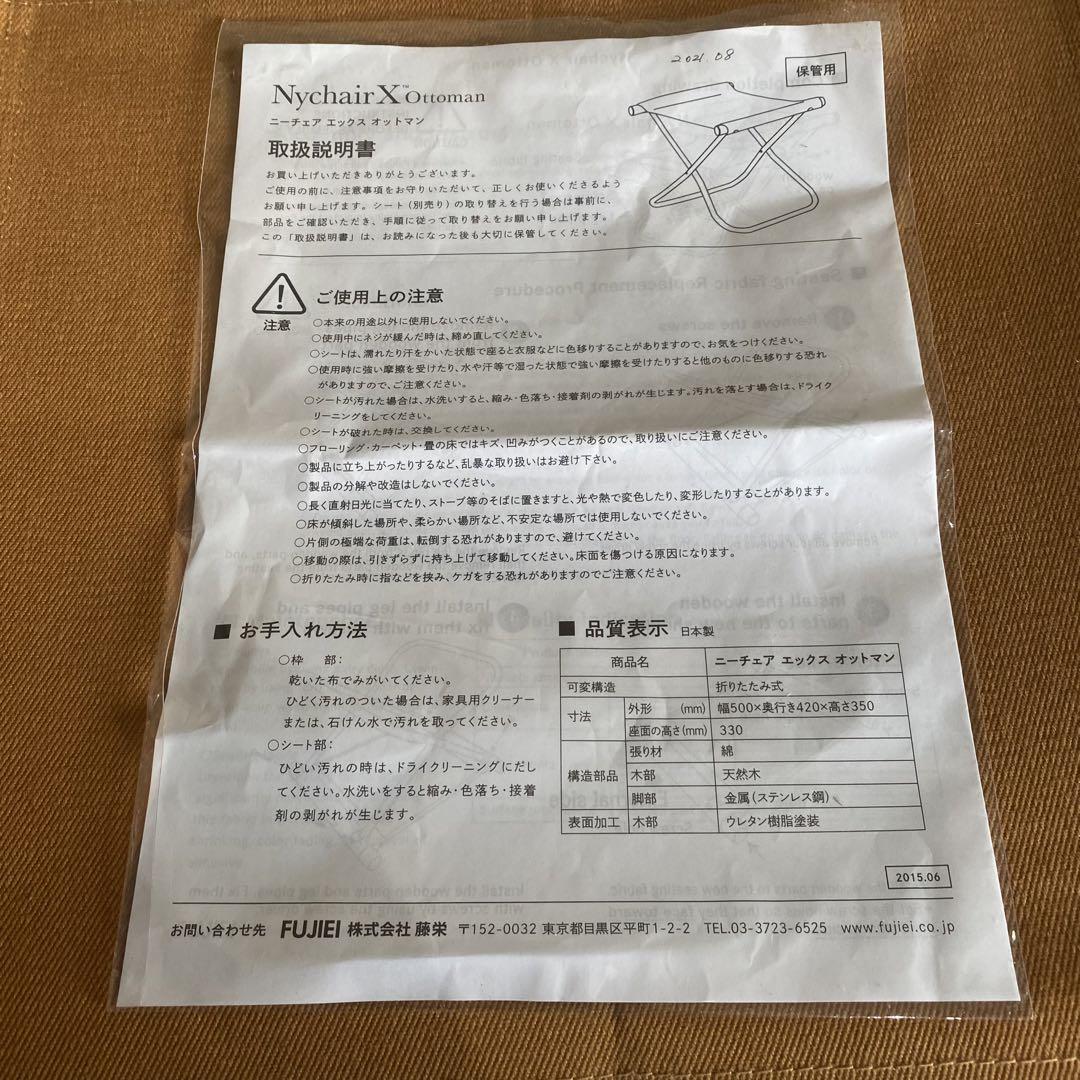 2021.08
保管用
NychairX™ Ottoman
ニーチェア エックス オットマン
取扱説明書
お買い上げいただきありがとうございます。
ご使用の前に、注意事項をお守りいただいて、正しくお使いくださるよう
お願い申し上げます。シート(別売り)の取り替えを行う場合は事前に、
部品をご確認いただき、手順に従って取り替えをお願い申し上げます。
この「取扱説明書」は、お読みになった後も大切に保管してください。
注意
ご使用上の注意
○本来の用途以外に使用しないでください。
○使用中にネジが緩んだ時は、締め直してください。
○シートは、濡れたり汗をかいた状態で座ると衣服などに色移りすることがありますので、お気をつけください。
○使用時に強い摩擦を受けたり、水や汗等で湿った状態で強い摩擦を受けたりすると他のものに色移りする恐れ
がありますので、ご注意ください。
○シートが汚れた場合は、水洗いすると、縮み・色落ち・接着剤の剥がれが生じます。汚れを落とす場合は、ドライク
リーニングをしてください。
○シートが破れた時は、交換してください。
○フローリング・カーペット・畳の床ではキズ、凹みがつくことがあるので、取り扱いにご注意ください。
○製品に立ち上がったりするなど、乱暴な取り扱いはお避け下さい。
○製品の分解や改造はしないでください。
○長く直射日光に当てたり、ストーブ等のそばに置きますと、光や熱で変色したり、変形したりすることがあります。
○床が傾斜した場所や、柔らかい場所など、不安定な場所では使用しないでください。
○片側の極端な荷重は、転倒する恐れがありますので、避けてください。
○移動の際は、引きずらずに持ち上げて移動してください。床面を傷つける原因になります。
○折りたたみ時に指などを挟み、ケガをする恐れがありますのでご注意ください。
■ お手入れ方法
○枠 部:
乾いた布でみがいてください。
ひどく汚れのついた場合は、家具用クリーナー
または、石けん水で汚れを取ってください。
○シート部:
ひどい汚れの時は、ドライクリーニングにだし
てください。水洗いをすると縮み・色落ち・接着
剤の剥がれが生じます。
■ 品質表示 日本製
商品名 ニーチェア エックス オットマン
可変構造 折りたたみ式
寸法 外形 (mm) 幅500×奥行き420×高さ350
座面の高さ(mm) 330
構造部品 張り材 綿
木部 天然木
脚部 金属(ステンレス鋼)
表面加工 木部 ウレタン樹脂塗装
2015.06
お問い合わせ先 FUJIEI 株式会社 藤栄 〒152-0032 東京都目黒区平町1-2-2 TEL.03-3723-6525 www.fujiei.co.jp